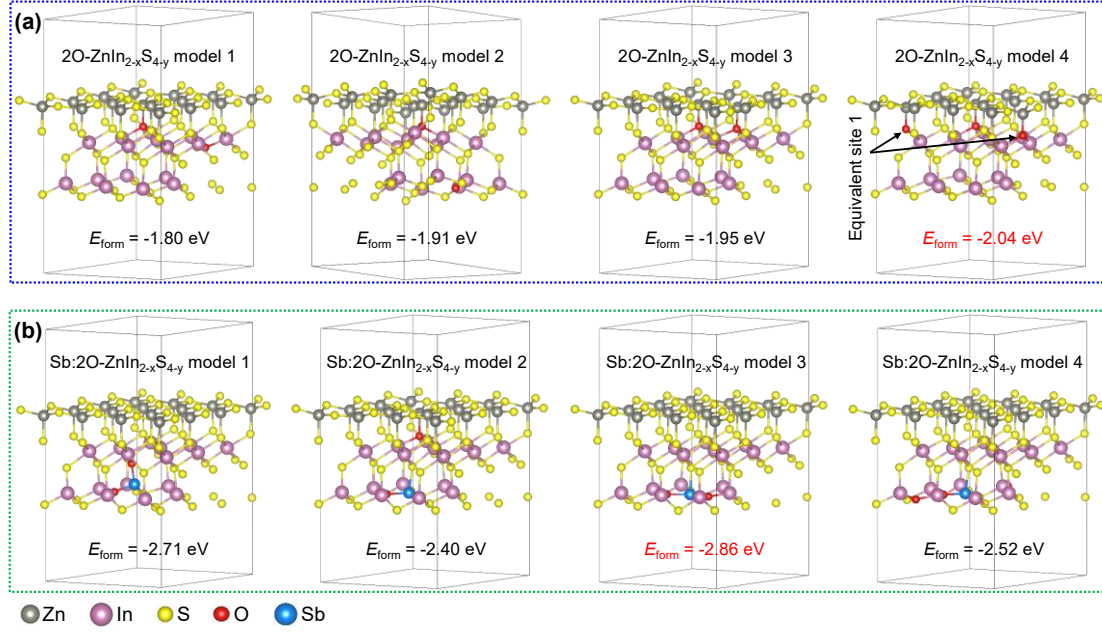 (a)
2O-ZnIn2-xS4-y model 1
2O-ZnIn2-xS4-y model 2
2O-ZnIn2-xS4-y model 3
2O-ZnIn2-xS4-y model 4
Equivalent site 1
Eform = -1.80 eV
Eform = -1.91 eV
Eform = -1.95 eV
Eform = -2.04 eV
(b)
Sb:2O-ZnIn2-xS4-y model 1
Sb:2O-ZnIn2-xS4-y model 2
Sb:2O-ZnIn2-xS4-y model 3
Sb:2O-ZnIn2-xS4-y model 4
Eform = -2.71 eV
Eform = -2.40 eV
Eform = -2.86 eV
Eform = -2.52 eV
Zn In S O Sb